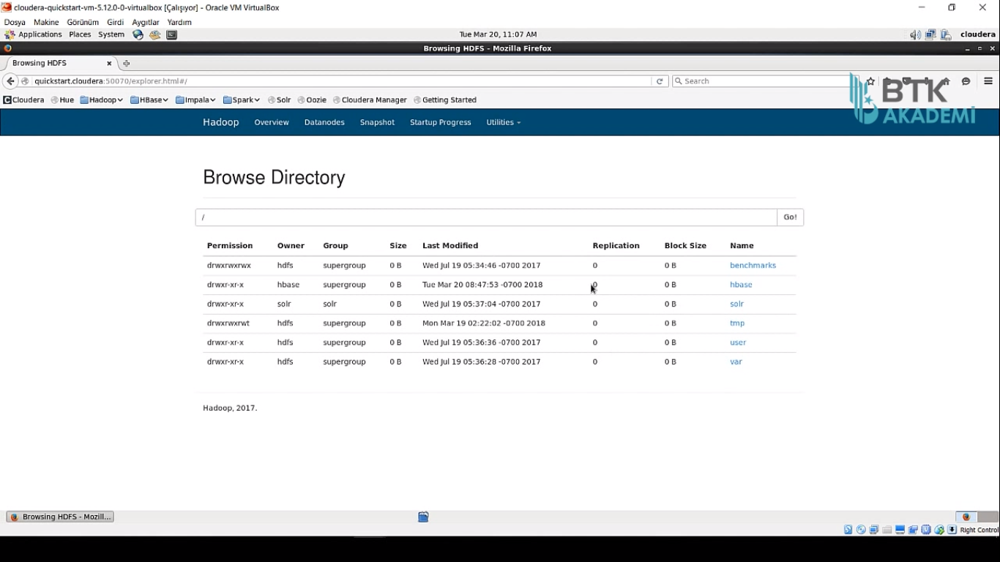 cloudera-quickstart-vm-5.12.0-0-virtualbox [Çalışıyor] - Oracle VM VirtualBox
Dosya Makine Görünüm Girdi Aygıtlar Yardım
Applications Places System Tue Mar 20, 11:07 AM cloudera
Browsing HDFS - Mozilla Firefox
Browsing HDFS
quickstart.cloudera:50070/explorer.html#/ Search
Cloudera Hue Hadoop HBase Impala Spark Solr Oozie Cloudera Manager Getting Started
BTK
AKADEMİ
Hadoop Overview Datanodes Snapshot Startup Progress Utilities
Browse Directory
/ Go!
Permission Owner Group Size Last Modified Replication Block Size Name
drwxrwxrwx hdfs supergroup 0 B Wed Jul 19 05:34:46 -0700 2017 0 0 B benchmarks
drwxr-xr-x hbase supergroup 0 B Tue Mar 20 08:47:53 -0700 2018 0 0 B hbase
drwxr-xr-x solr solr 0 B Wed Jul 19 05:37:04 -0700 2017 0 0 B solr
drwxrwxrwt hdfs supergroup 0 B Mon Mar 19 02:22:02 -0700 2018 0 0 B tmp
drwxr-xr-x hdfs supergroup 0 B Wed Jul 19 05:36:36 -0700 2017 0 0 B user
drwxr-xr-x hdfs supergroup 0 B Wed Jul 19 05:36:28 -0700 2017 0 0 B var
Hadoop, 2017.
Browsing HDFS - Mozill...
Right Control